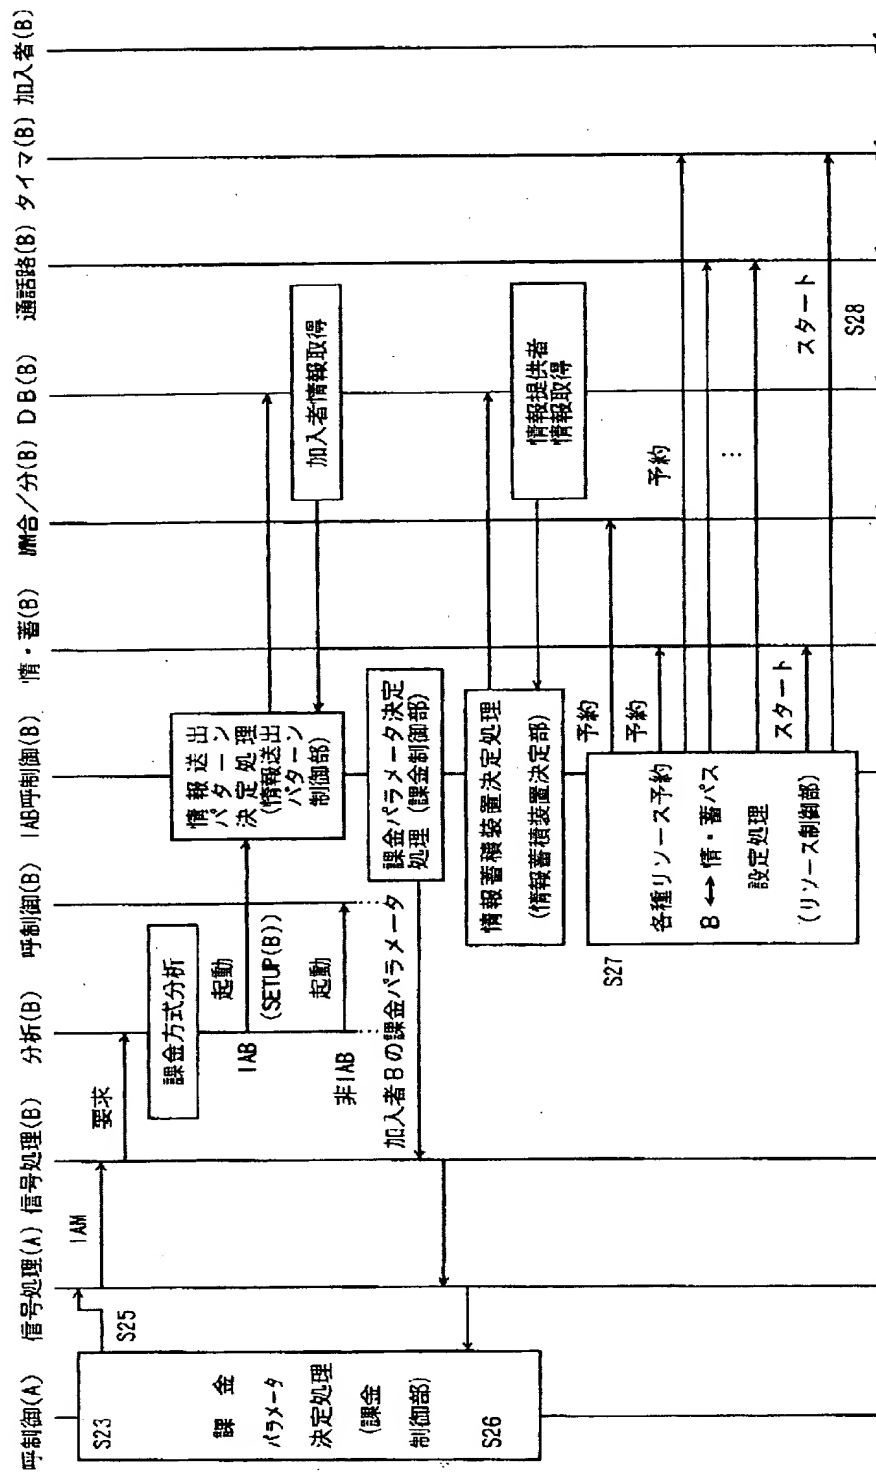 呼制御(A)
信号処理(A)
信号処理(B)
分析(B)
呼制御(B)
IAB呼制御(B)
情・蓄(B)
合／分(B)
DB(B)
通話路(B)
タイマ(B)
加入者(B)
S23
課金
パラメータ
決定処理
(課金
制御部)
S26
S25
IAM
要求
課金方式分析
起動
IAB
(SETUP(B))
起動
非IAB
情報送出
パターン
決定処理
(情報送出
パターン
制御部)
加入者情報取得
課金パラメータ決定
処理(課金制御部)
加入者Bの課金パラメータ
情報蓄積装置決定処理
(情報蓄積装置決定部)
情報提供者
情報取得
S27
各種リソース予約
B⟷情・蓄パス
設定処理
(リソース制御部)
予約
予約
予約
⋮
スタート
スタート
S28